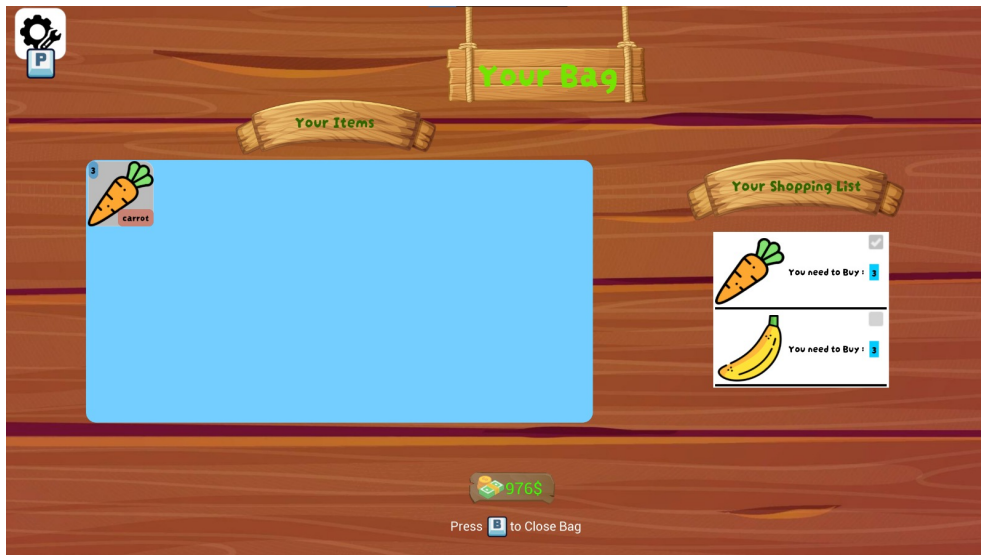 P
Your Bag
Your Items
3
carrot
Your Shopping List
You need to Buy : 3
You need to Buy : 3
976$
Press B to Close Bag